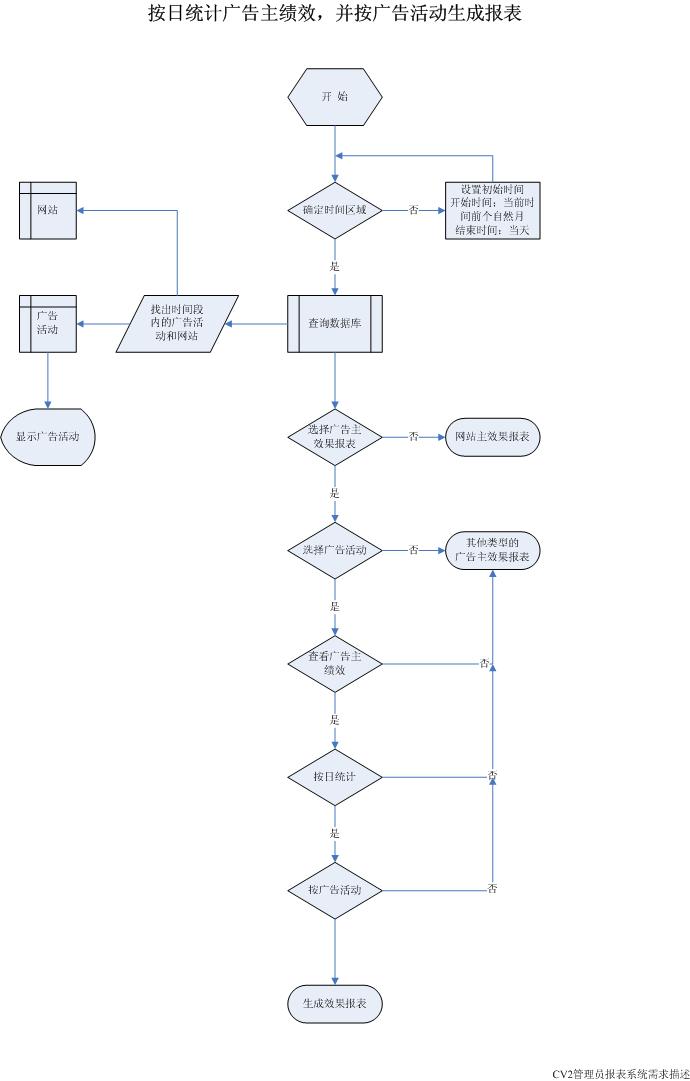 按日统计广告主绩效，并按广告活动生成报表
开 始
确定时间区域
否
设置初始时间
开始时间：当前时
间前个自然月
结束时间：当天
网站
是
广告
活动
找出时间段
内的广告活
动和网站
查询数据库
显示广告活动
选择广告主
效果报表
否
网站主效果报表
是
选择广告活动
否
其他类型的
广告主效果报表
是
查看广告主
绩效
否
是
按日统计
否
是
按广告活动
否
生成效果报表
CV2管理员报表系统需求描述